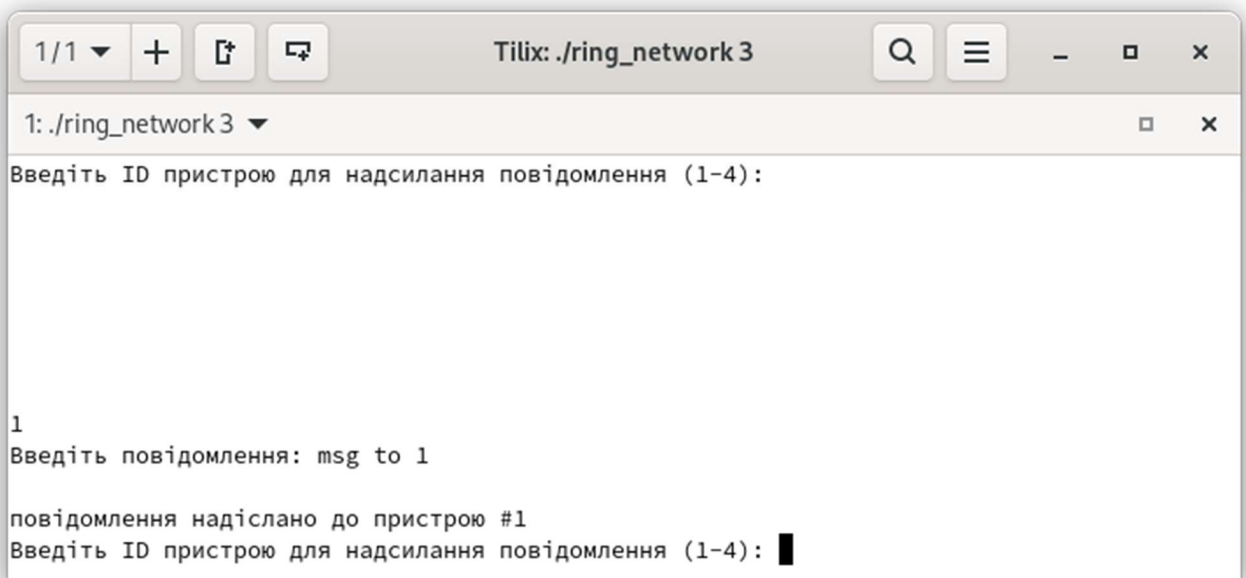 1/1
Tilix: ./ring_network 3
1: ./ring_network 3
Введіть ID пристрою для надсилання повідомлення (1-4):
1
Введіть повідомлення: msg to 1
повідомлення надіслано до пристрою #1
Введіть ID пристрою для надсилання повідомлення (1-4):